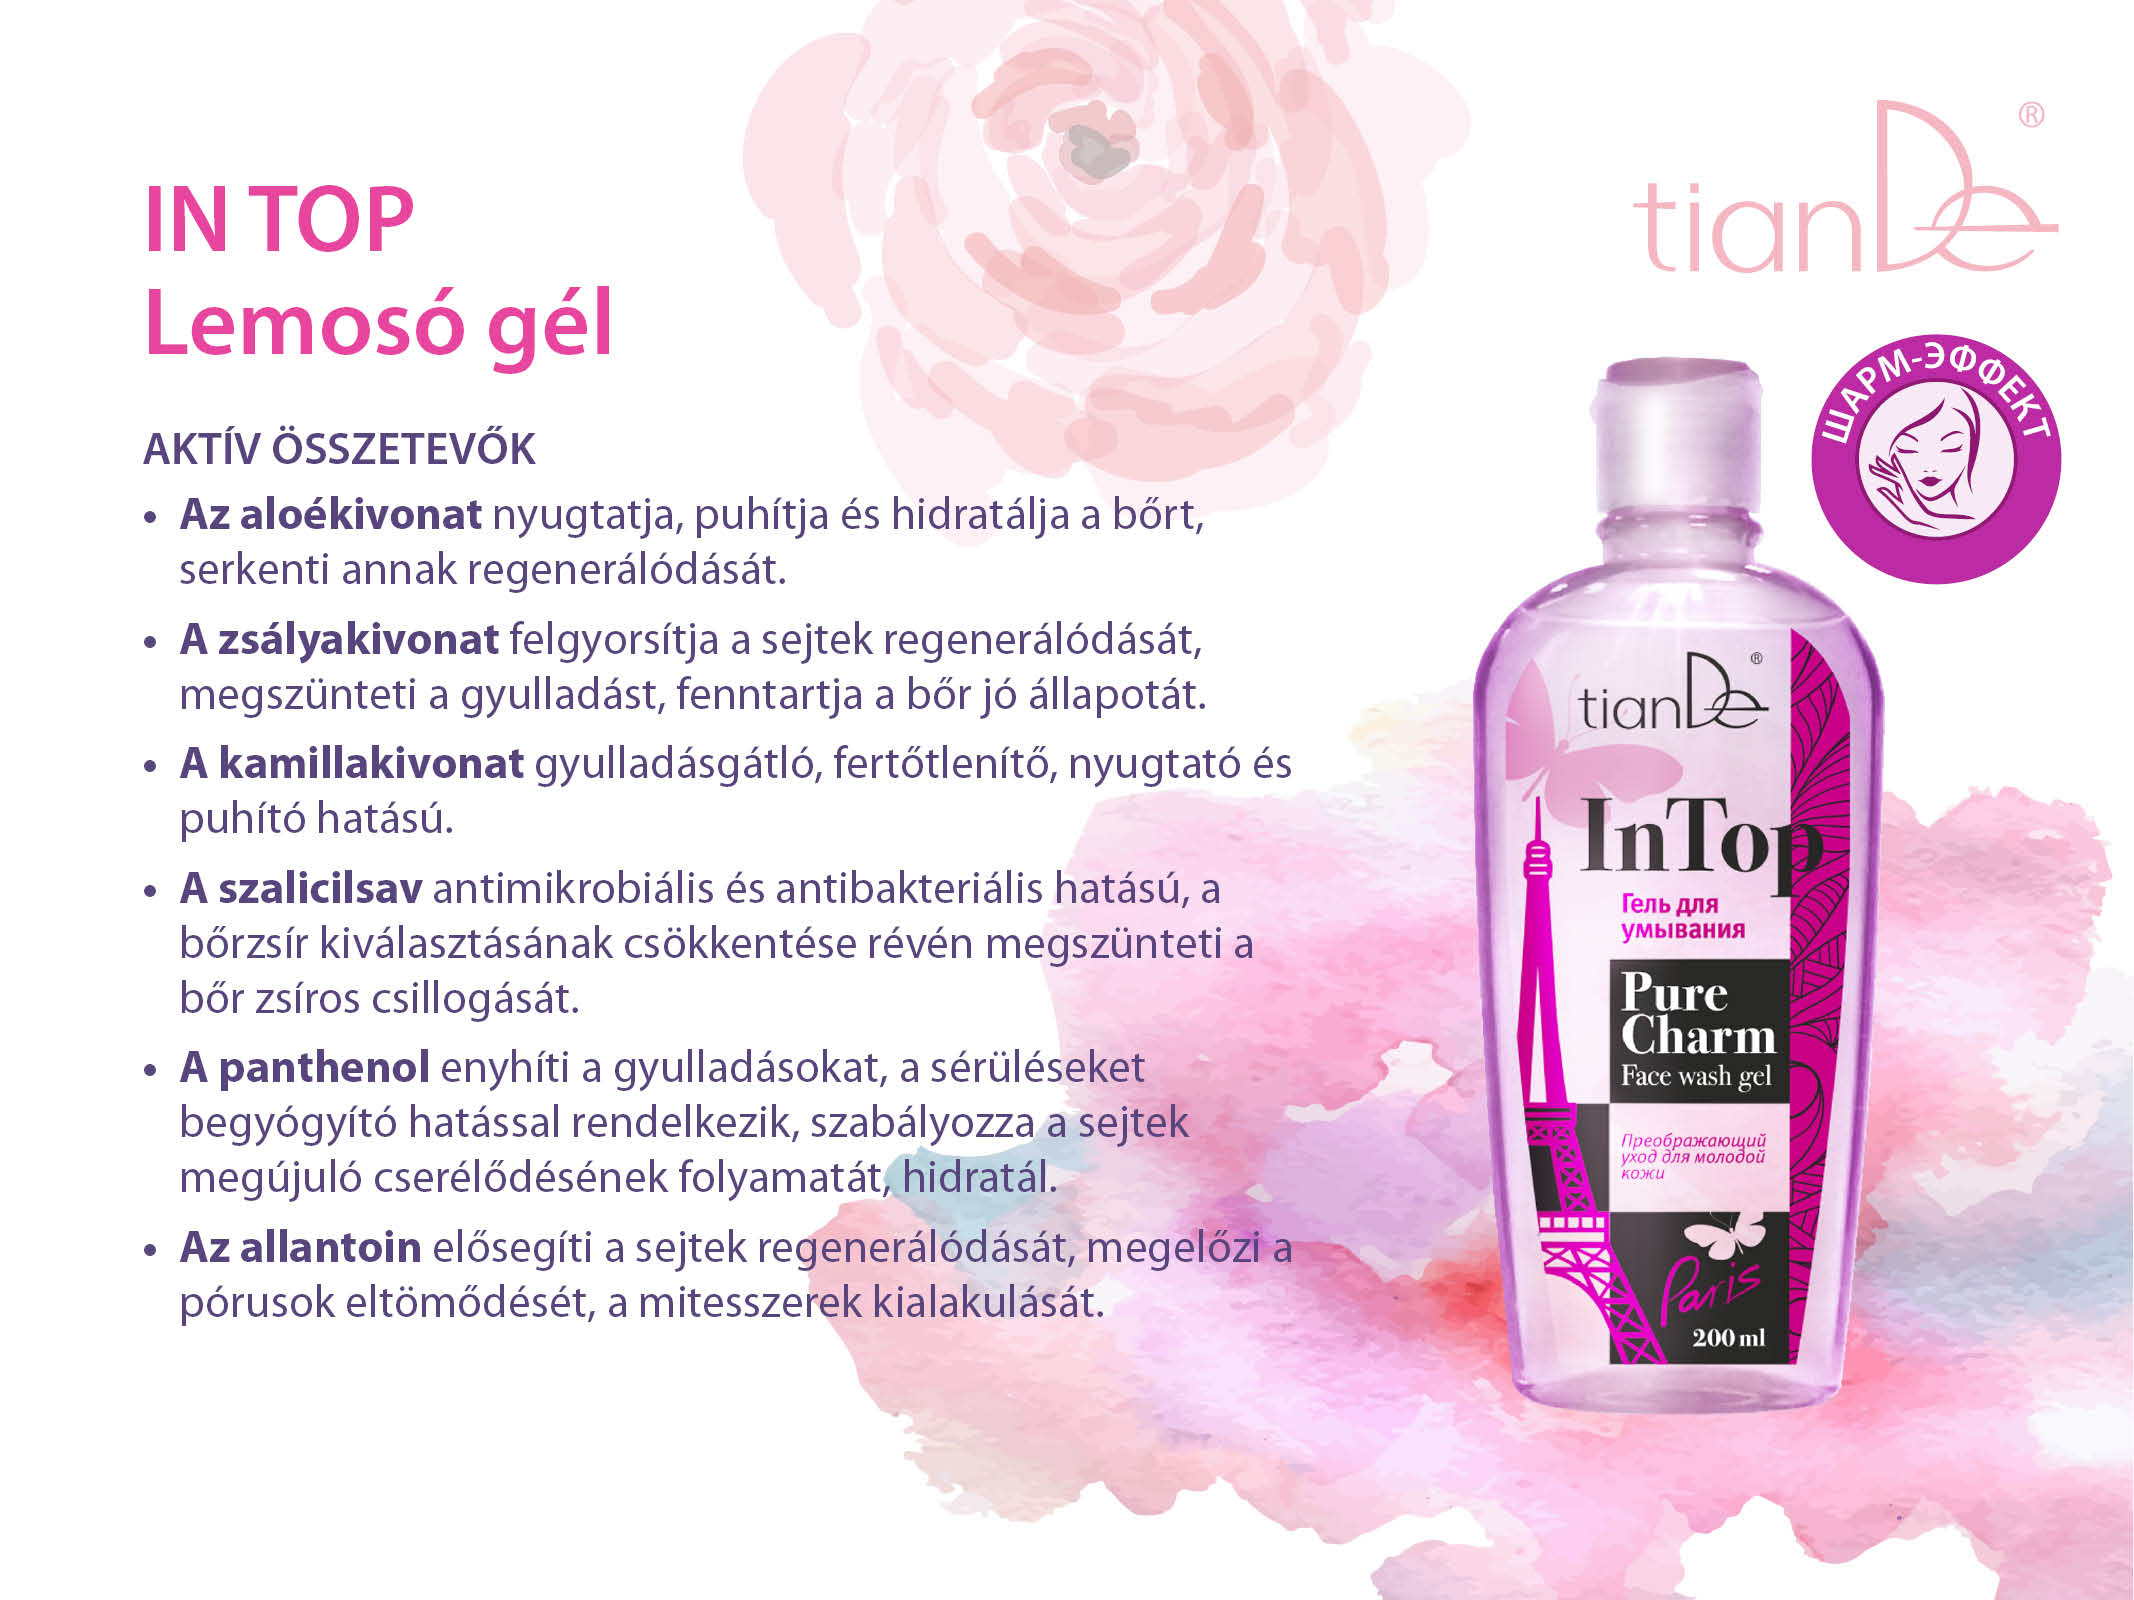 IN TOP
Lemosó gél
AKTÍV ÖSSZETEVŐK
• Az aloékivonat nyugtatja, puhítja és hidratálja a bőrt,
serkenti annak regenerálódását.
• A zsályakivonat felgyorsítja a sejtek regenerálódását,
megszünteti a gyulladást, fenntartja a bőr jó állapotát.
• A kamillakivonat gyulladásgátló, fertőtlenítő, nyugtató és
puhító hatású.
• A szalicilsav antimikrobiális és antibakteriális hatású, a
bőrzsír kiválasztásának csökkentése révén megszünteti a
bőr zsíros csillogását.
• A panthenol enyhíti a gyulladásokat, a sérüléseket
begyógyító hatással rendelkezik, szabályozza a sejtek
megújuló cserélődésének folyamatát, hidratál.
• Az allantoin elősegíti a sejtek regenerálódását, megelőzi a
pórusok eltömődését, a mitesszerek kialakulását.
tianDe ®
ШАРМ-ЭФФЕКТ
tianDe ®
InTop
Гель для
умывания
Pure
Charm
Face wash gel
Преображающий
уход для молодой
кожи
Paris
200 ml